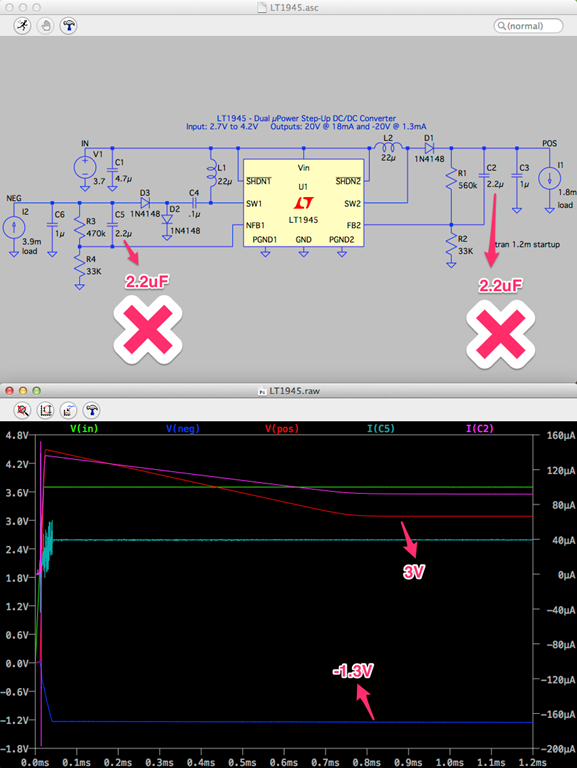 LT1945.asc
(normal)
LT1945 - Dual µPower Step-Up DC/DC Converter
Input: 2.7V to 4.2V Outputs: 20V @ 18mA and -20V @ 1.3mA
IN
V1
3.7
C1
4.7µ
L1
22µ
Vin
SHDN1
SHDN2
U1
SW1
SW2
LT1945
NFB1
FB2
PGND1
GND
PGND2
L2
22µ
D1
1N4148
POS
R1
560k
C2
2.2µ
C3
1µ
I1
1.8m
load
NEG
I2
3.9m
load
C6
1µ
R3
470k
C5
2.2µ
D3
1N4148
D2
1N4148
C4
.1µ
R4
33K
R2
33K
tran 1.2m startup
2.2uF
2.2uF
LT1945.raw
V(in) V(neg) V(pos) I(C5) I(C2)
4.8V 160µA
4.2V 120µA
3.6V 80µA
3.0V
2.4V 40µA
1.8V 0µA
1.2V -40µA
0.6V -80µA
0.0V
-0.6V -120µA
-1.2V -160µA
-1.8V -200µA
3V
-1.3V
0.0ms 0.1ms 0.2ms 0.3ms 0.4ms 0.5ms 0.6ms 0.7ms 0.8ms 0.9ms 1.0ms 1.1ms 1.2ms